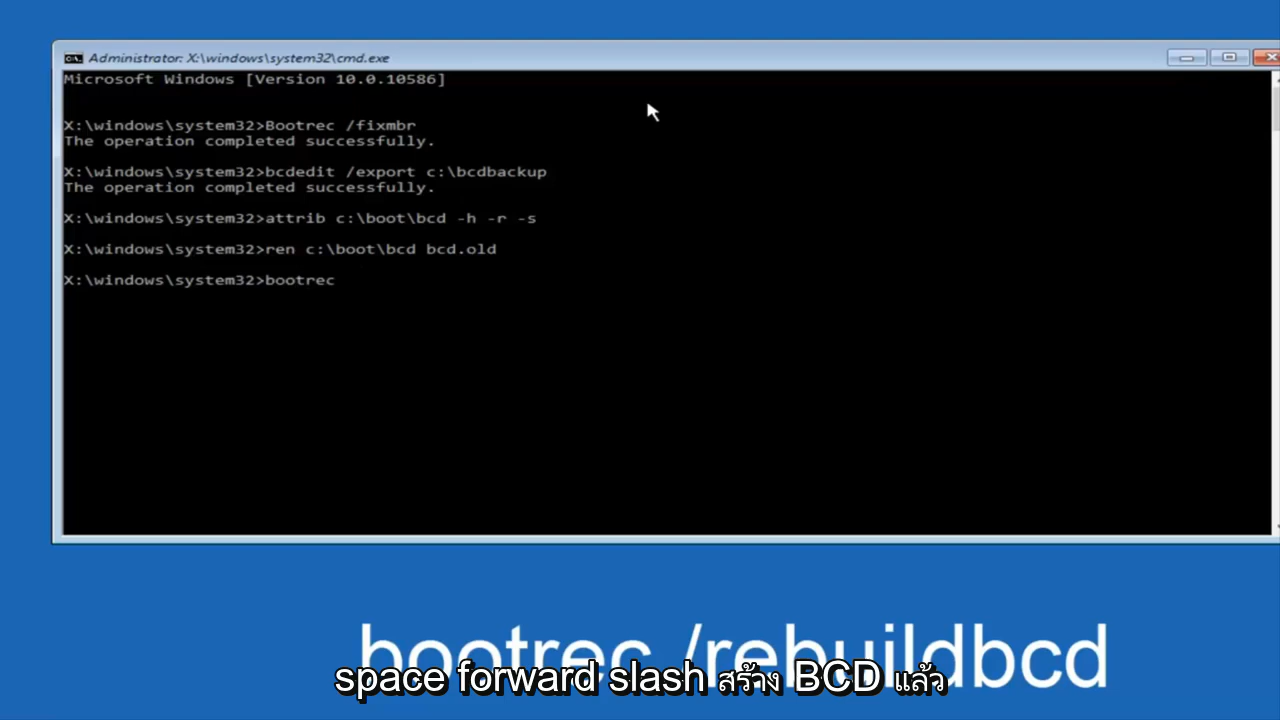 Administrator: X:\windows\system32\cmd.exe
Microsoft Windows [Version 10.0.10586]
X:\windows\system32>Bootrec /fixmbr
The operation completed successfully.
X:\windows\system32>bcdedit /export c:\bcdbackup
The operation completed successfully.
X:\windows\system32>attrib c:\boot\bcd -h -r -s
X:\windows\system32>ren c:\boot\bcd bcd.old
X:\windows\system32>bootrec
bootrec /rebuildbcd
space forward slash สร้าง BCD แล้ว